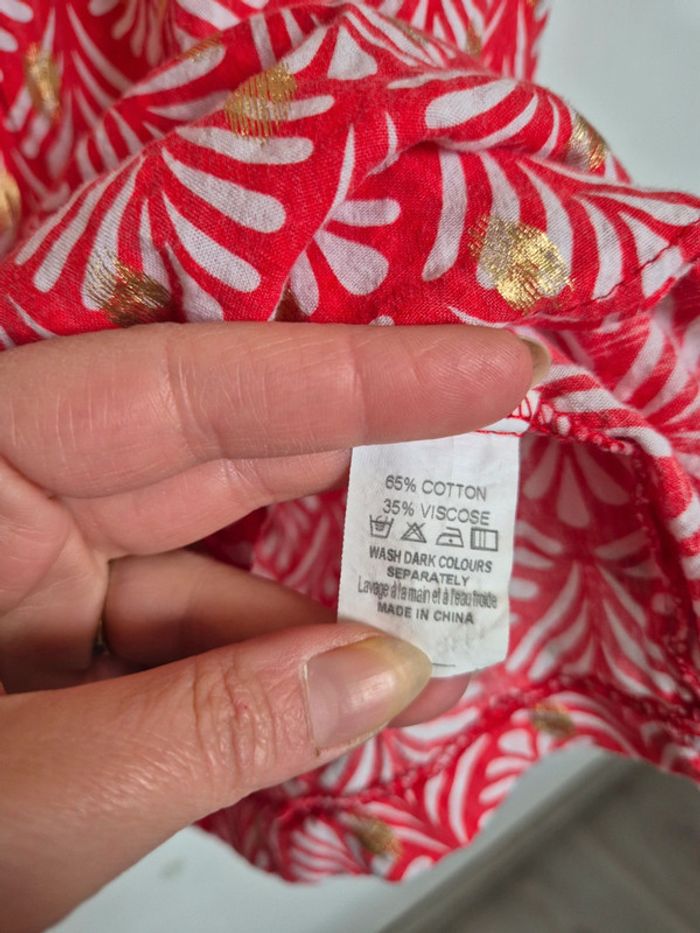 65% COTTON
35% VISCOSE
WASH DARK COLOURS
SEPARATELY
Lavage à la main et à l'eau froide
MADE IN CHINA